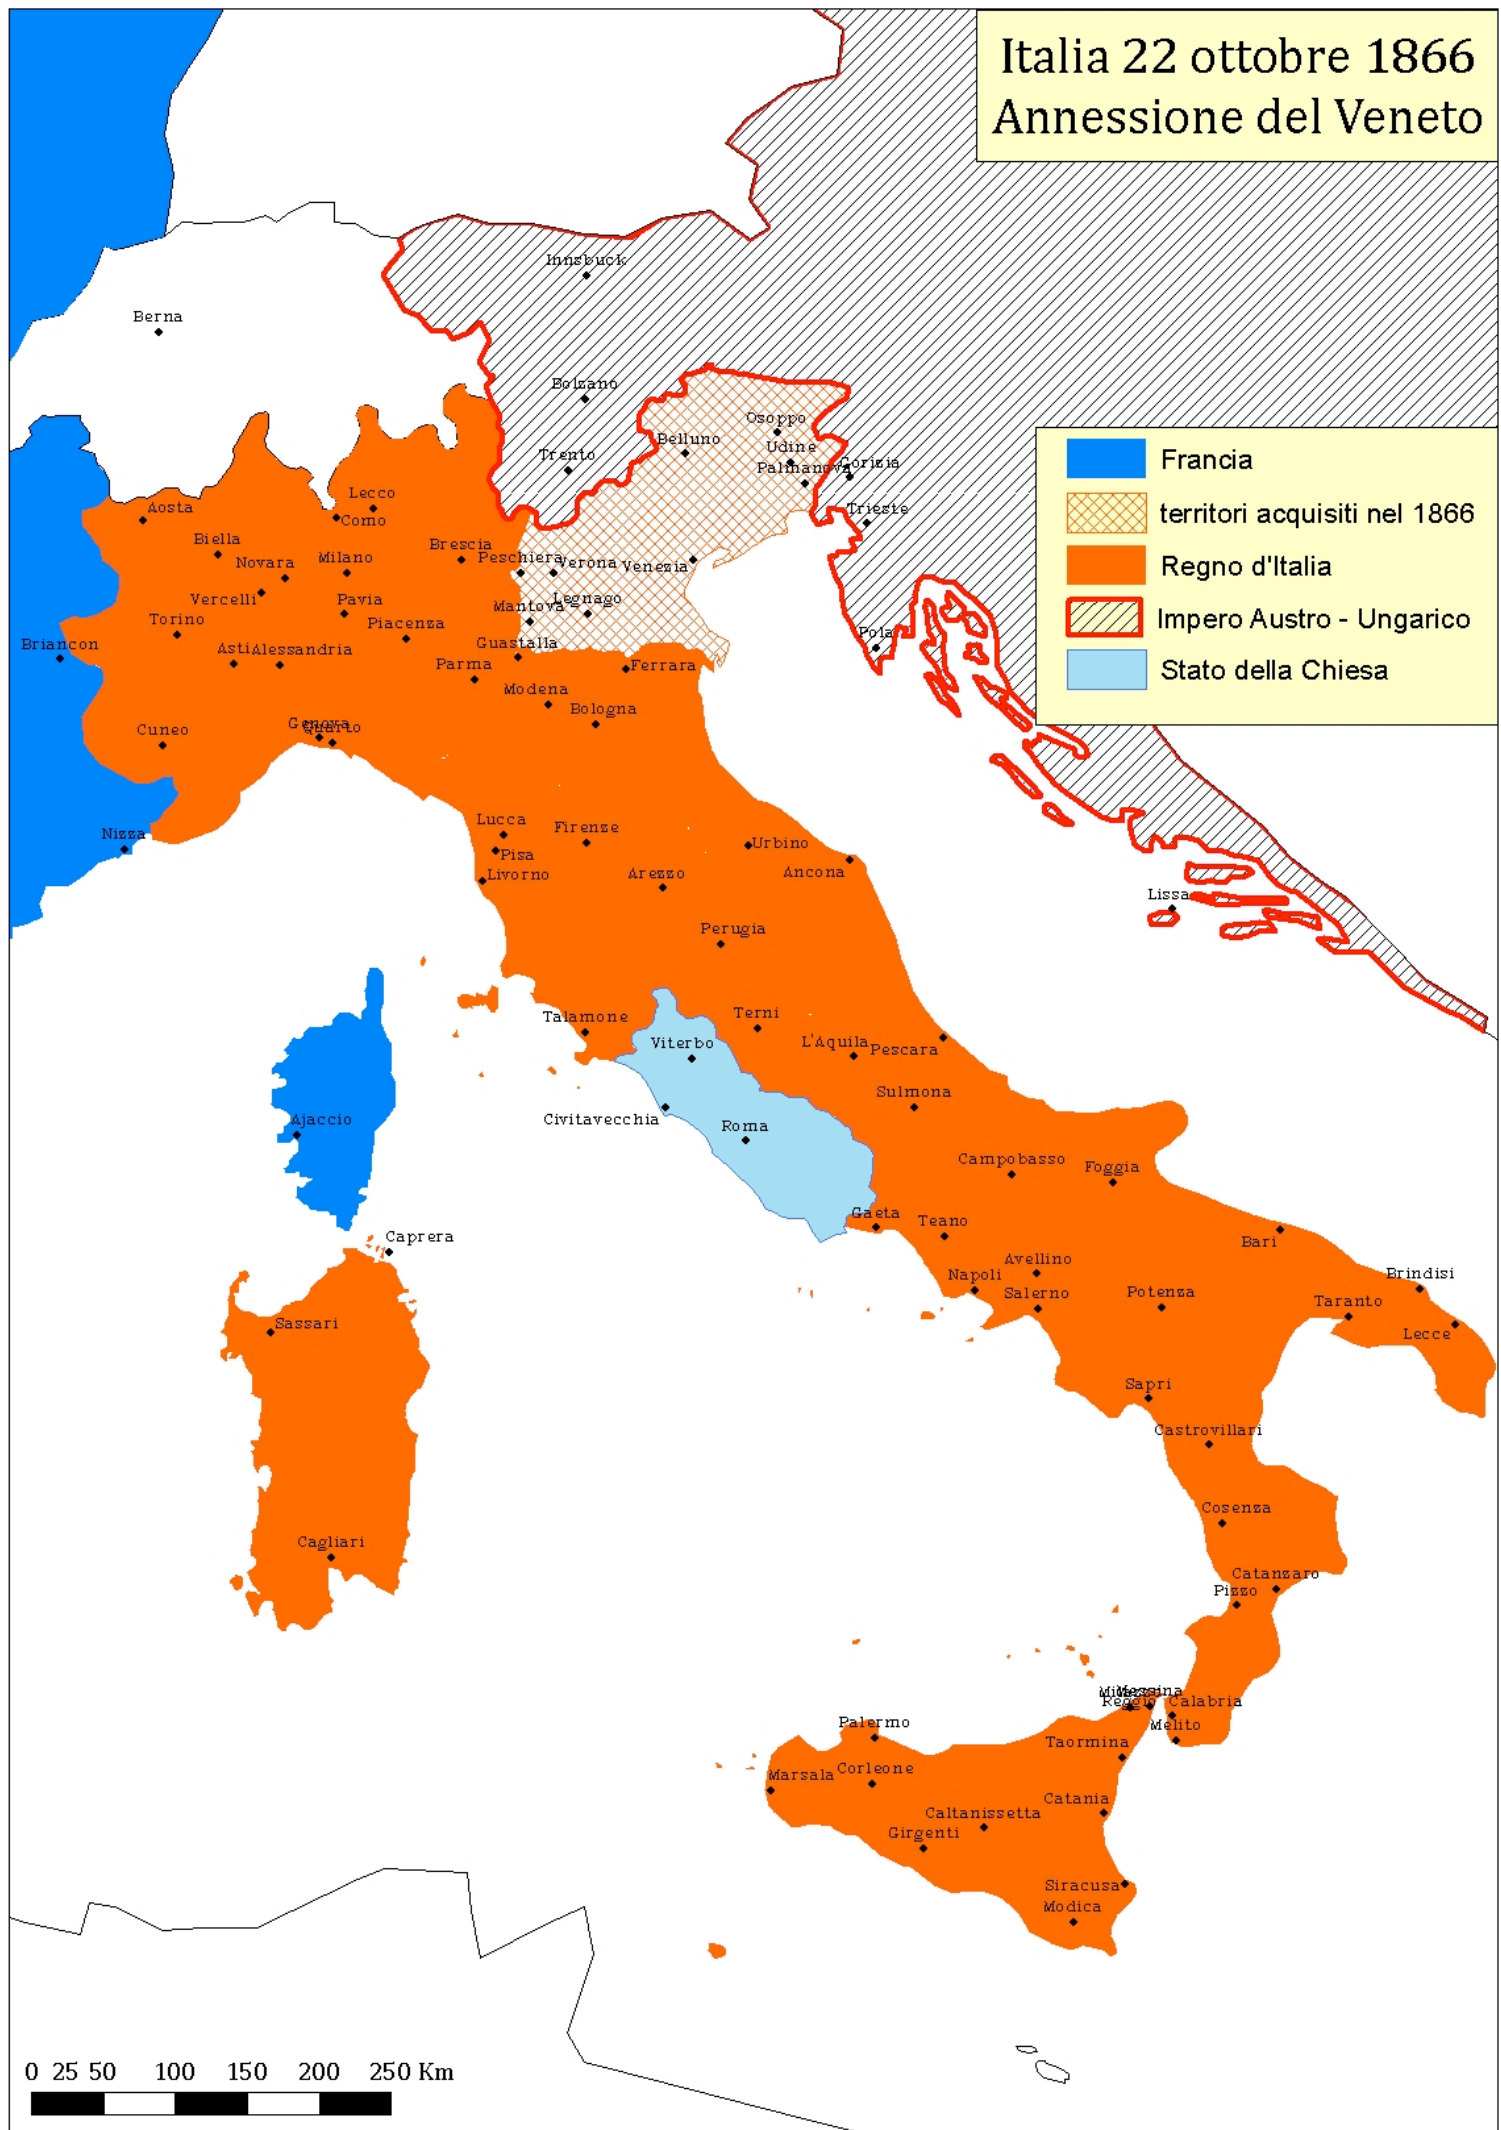 Italia 22 ottobre 1866
Annessione del Veneto
Innsbuck
Berna
Bolzano
Osoppo
Belluno
Udine
Trento
Palmanova
Gorizia
Francia
territori acquisiti nel 1866
Regno d'Italia
Impero Austro - Ungarico
Stato della Chiesa
Lecco
Aosta
Como
Trieste
Biella
Brescia
Novara
Milano
Peschiera
Verona
Venezia
Vercelli
Pavia
Mantova
Legnago
Torino
Piacenza
Pola
Briancon
Asti
Alessandria
Guastalla
Parma
Ferrara
Modena
Bologna
Cuneo
Genova
Quarto
Nizza
Lucca
Firenze
Pisa
Urbino
Livorno
Arezzo
Ancona
Lissa
Perugia
Talamone
Terni
Viterbo
L'Aquila
Pescara
Sulmona
Ajaccio
Civitavecchia
Roma
Campobasso
Foggia
Gaeta
Teano
Caprera
Bari
Avellino
Napoli
Salerno
Potenza
Brindisi
Taranto
Lecce
Sassari
Sapri
Castrovillari
Cosenza
Cagliari
Catanzaro
Pizzo
Messina
Reggio Calabria
Melito
Palermo
Taormina
Marsala
Corleone
Catania
Caltanissetta
Girgenti
Siracusa
Modica
0 25 50 100 150 200 250 Km